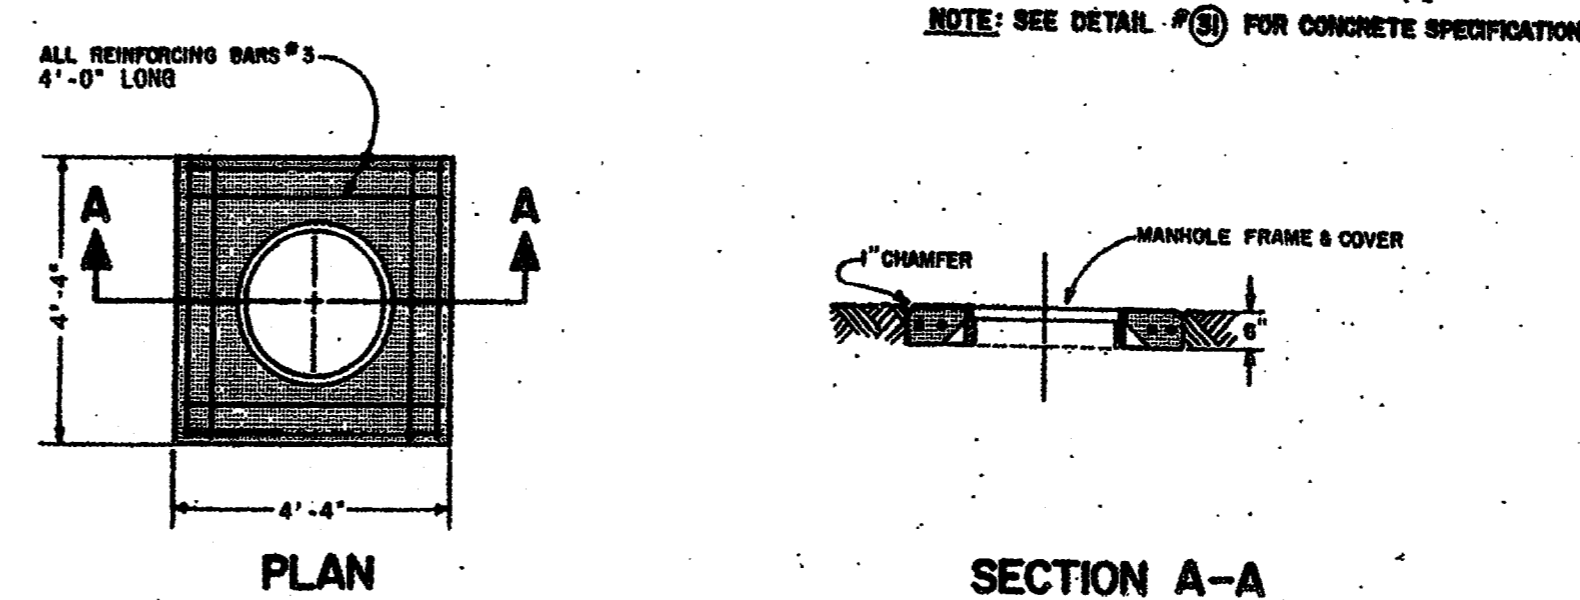 NOTE: SEE DETAIL #31 FOR CONCRETE SPECIFICATION
ALL REINFORCING BARS #3
4'-0" LONG
A
A
4'-4"
4'-4"
PLAN
1" CHAMFER
MANHOLE FRAME & COVER
6"
SECTION A-A